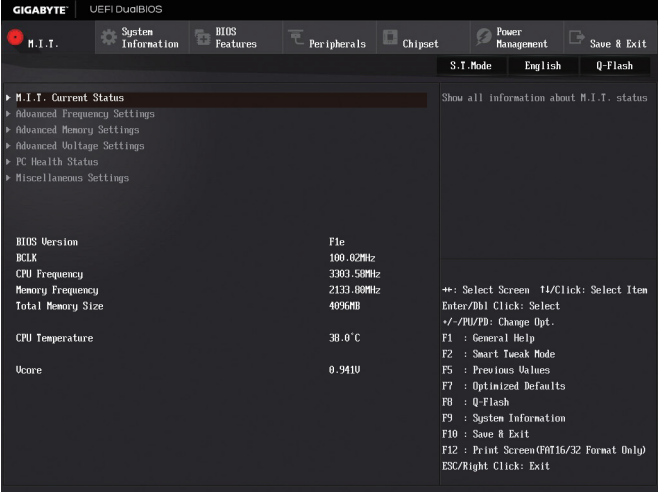 GIGABYTE™ UEFI DualBIOS
M.I.T.
System Information
BIOS Features
Peripherals
Chipset
Power Management
Save & Exit
S.T.Mode English Q-Flash
M.I.T. Current Status
Advanced Frequency Settings
Advanced Memory Settings
Advanced Voltage Settings
PC Health Status
Miscellaneous Settings
Show all information about M.I.T. status
BIOS Version F1e
BCLK 100.02MHz
CPU Frequency 3303.58MHz
Memory Frequency 2133.80MHz
Total Memory Size 4096MB
CPU Temperature 38.0°C
Vcore 0.941V
→←: Select Screen ↑↓/Click: Select Item
Enter/Dbl Click: Select
+/-/PU/PD: Change Opt.
F1 : General Help
F2 : Smart Tweak Mode
F5 : Previous Values
F7 : Optimized Defaults
F8 : Q-Flash
F9 : System Information
F10 : Save & Exit
F12 : Print Screen(FAT16/32 Format Only)
ESC/Right Click: Exit